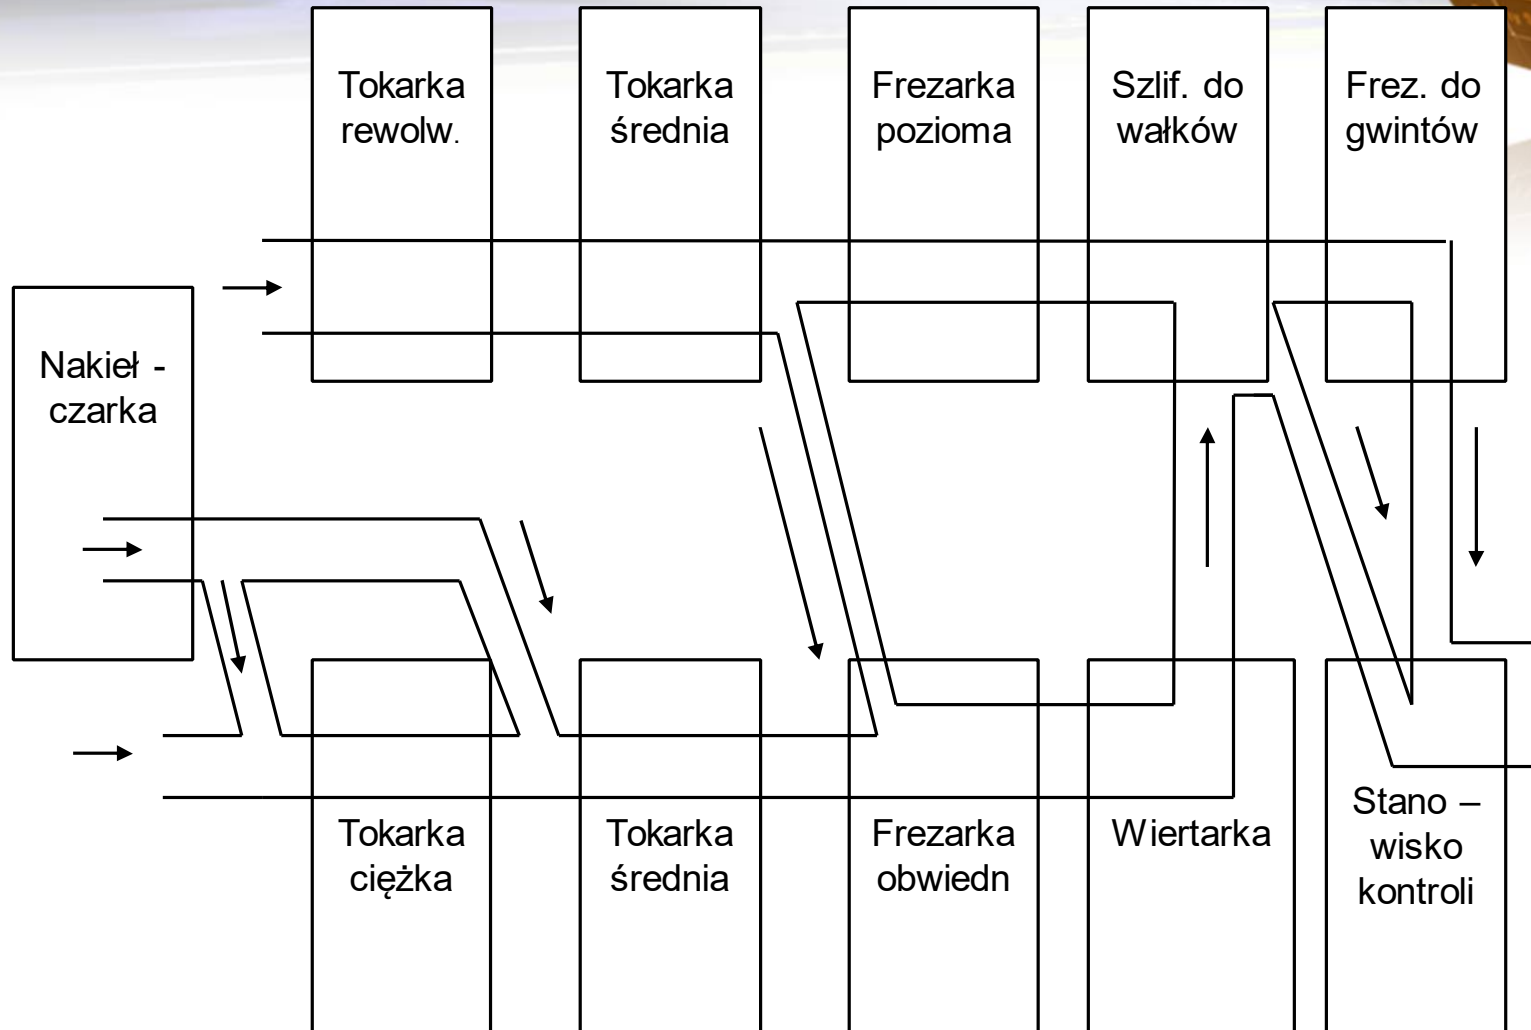 Tokarka
rewolw.
Tokarka
średnia
Frezarka
pozioma
Szlif. do
wałków
Frez. do
gwintów
Nakieł -
czarka
Tokarka
ciężka
Tokarka
średnia
Frezarka
obwiedn
Wiertarka
Stano –
wisko
kontroli